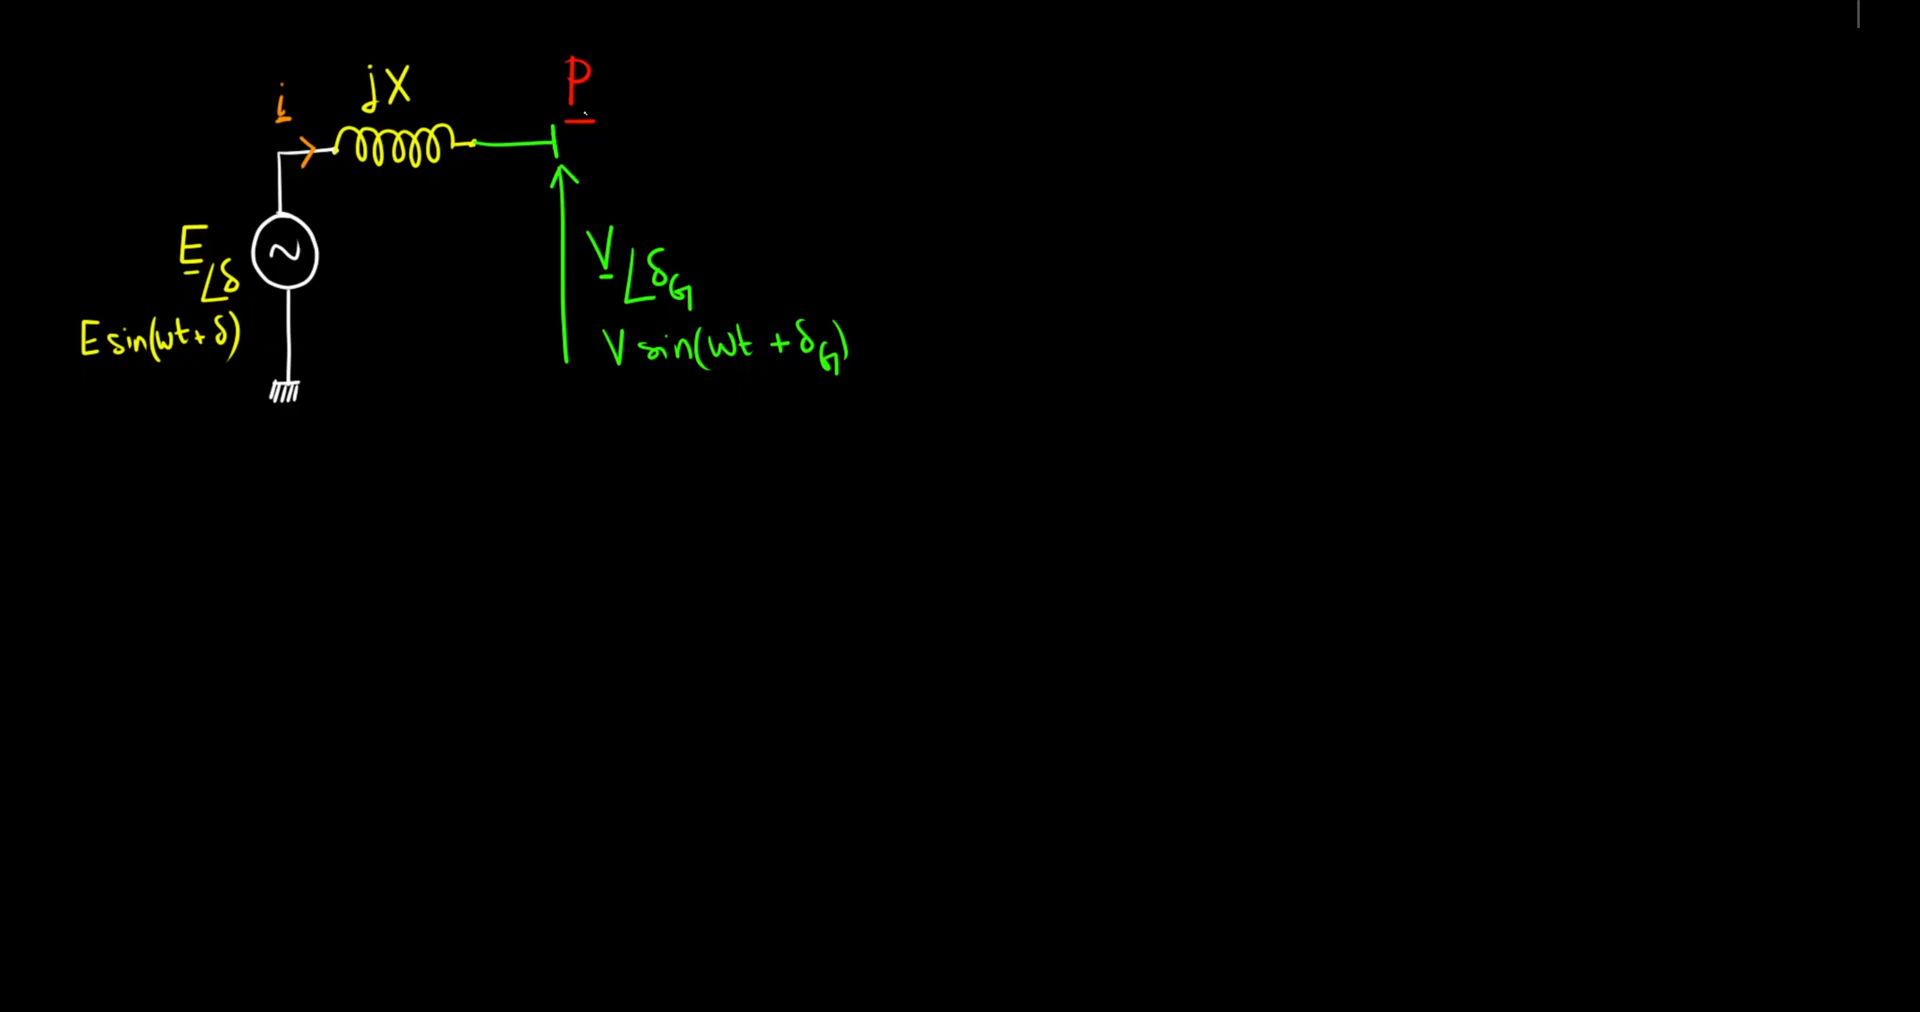 P
i
jX
E∠δ
E sin(ωt + δ)
~
V∠δG
V sin(ωt + δG)